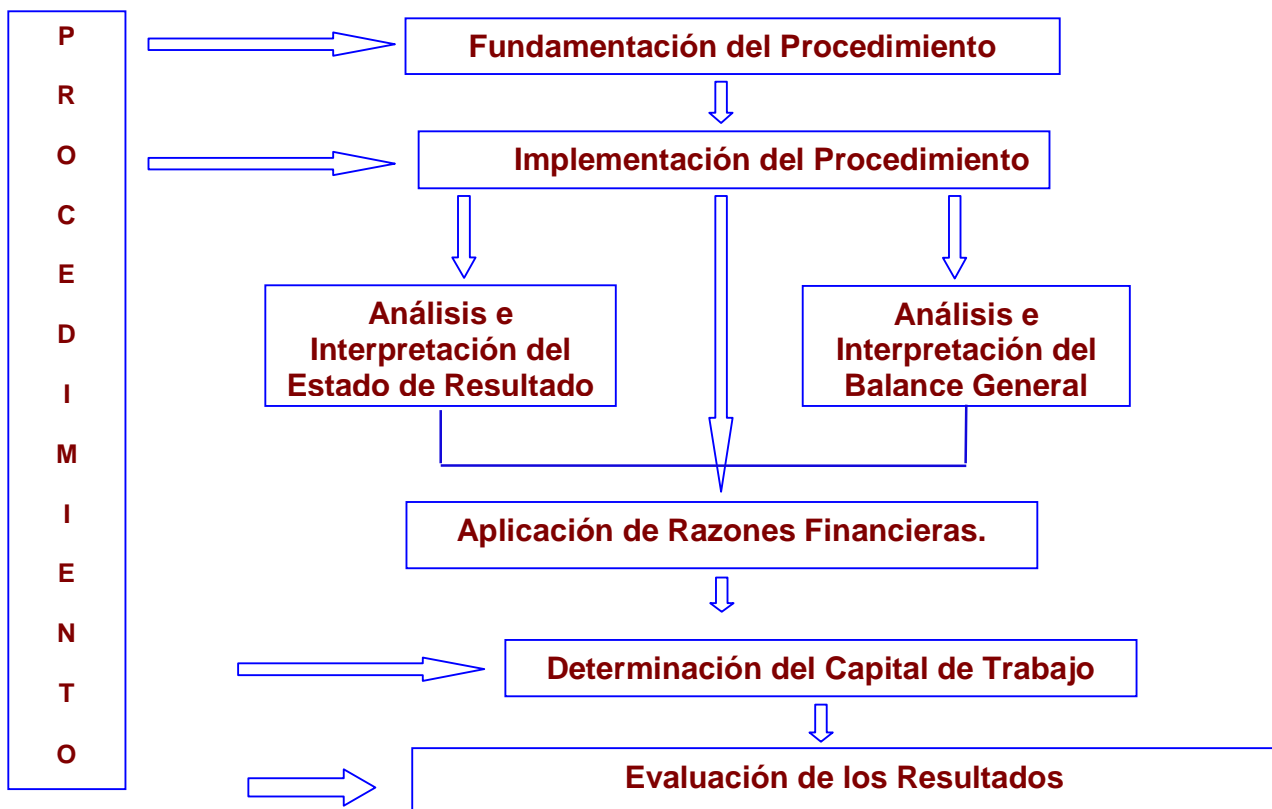 P
R
O
C
E
D
I
M
I
E
N
T
O
Fundamentación del Procedimiento
Implementación del Procedimiento
Análisis e
Interpretación del
Estado de Resultado
Análisis e
Interpretación del
Balance General
Aplicación de Razones Financieras.
Determinación del Capital de Trabajo
Evaluación de los Resultados